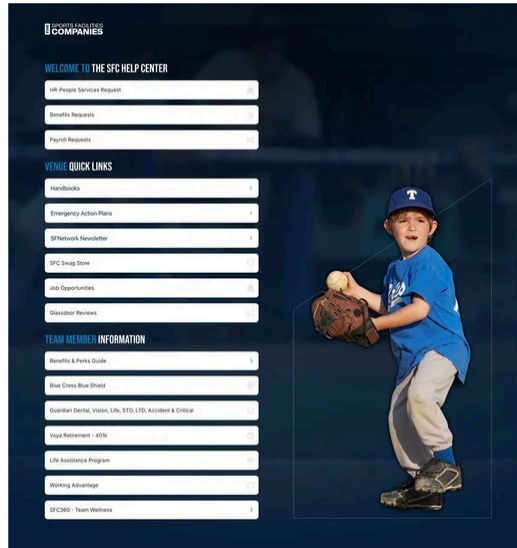 SPORTS FACILITIES
COMPANIES
WELCOME TO THE SFC HELP CENTER
HR-People Services Request
Benefits Requests
Payroll Requests
VENUE QUICK LINKS
Handbooks
Emergency Action Plans
SFNetwork Newsletter
SFC Swag Store
Job Opportunities
Glassdoor Reviews
TEAM MEMBER INFORMATION
Benefits & Perks Guide
Blue Cross Blue Shield
Guardian Dental, Vision, Life, STD, LTD, Accident & Critical
Voya Retirement - 401k
Life Assistance Program
Working Advantage
SFC360 - Team Wellness
T